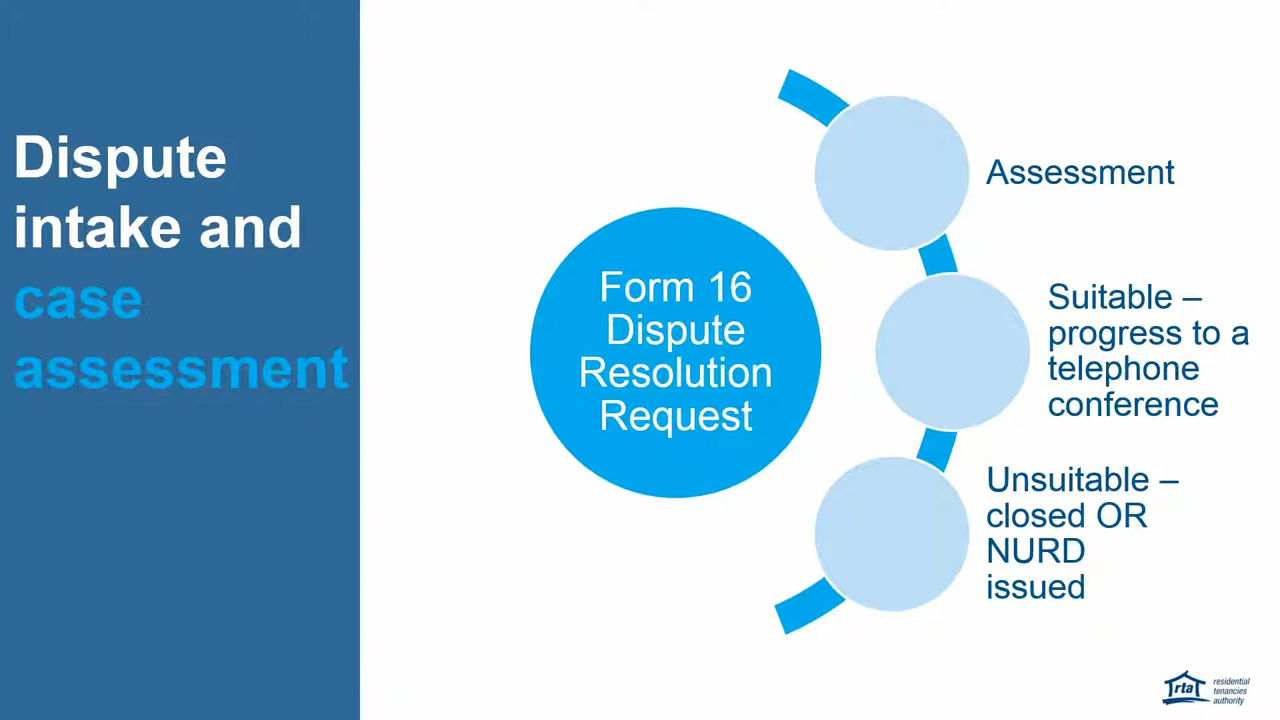 Dispute
intake and
case
assessment
Form 16
Dispute
Resolution
Request
Assessment
Suitable –
progress to a
telephone
conference
Unsuitable –
closed OR
NURD
issued
rta
residential
tenancies
authority